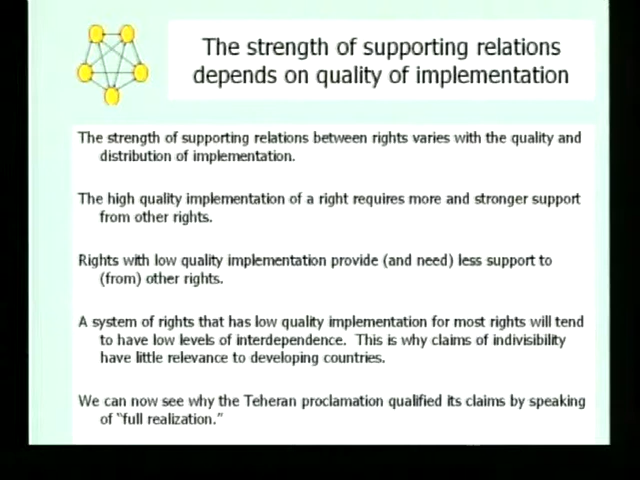 The strength of supporting relations
depends on quality of implementation
The strength of supporting relations between rights varies with the quality and
distribution of implementation.
The high quality implementation of a right requires more and stronger support
from other rights.
Rights with low quality implementation provide (and need) less support to
(from) other rights.
A system of rights that has low quality implementation for most rights will tend
to have low levels of interdependence.  This is why claims of indivisibility
have little relevance to developing countries.
We can now see why the Teheran proclamation qualified its claims by speaking
of “full realization.”